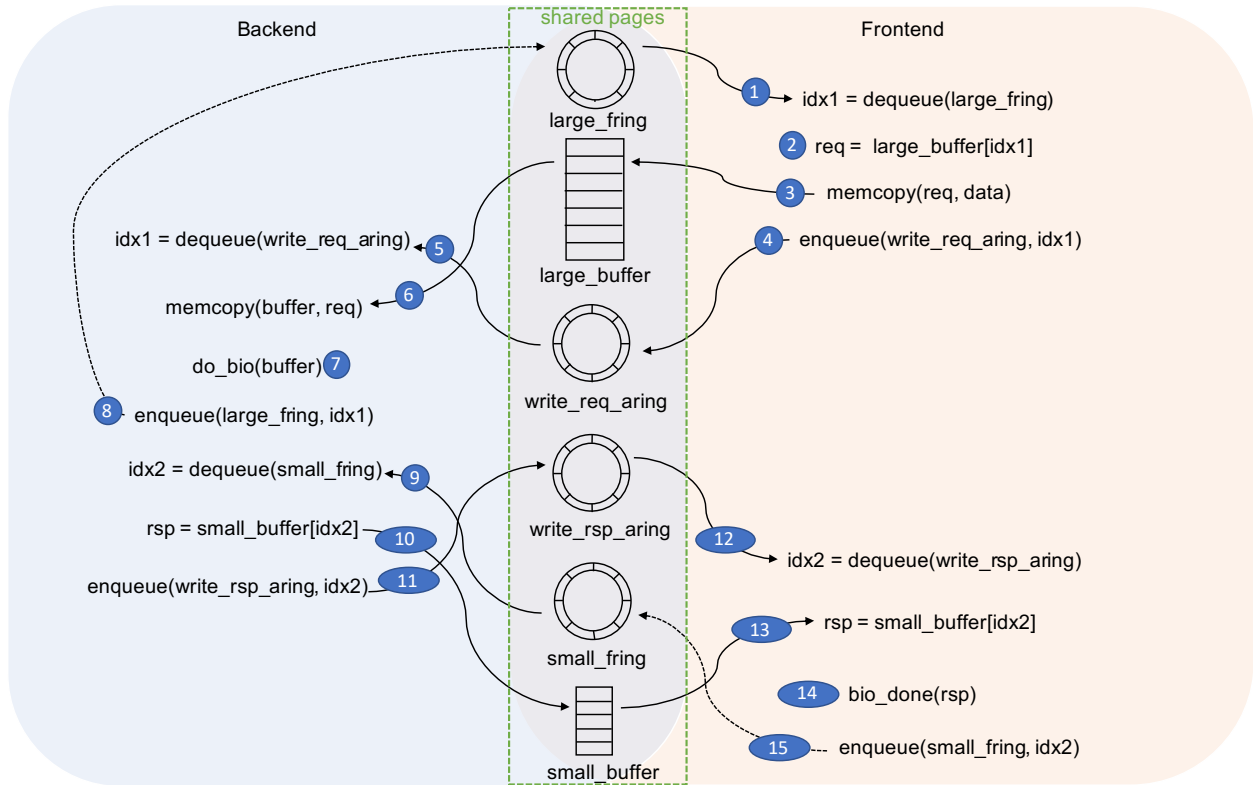 Backend
shared pages
Frontend
large_fring
1
idx1 = dequeue(large_fring)
2
req = large_buffer[idx1]
3
memcopy(req, data)
4
enqueue(write_req_aring, idx1)
large_buffer
idx1 = dequeue(write_req_aring)
5
memcopy(buffer, req)
6
do_bio(buffer)
7
8
enqueue(large_fring, idx1)
write_req_aring
idx2 = dequeue(small_fring)
9
rsp = small_buffer[idx2]
10
enqueue(write_rsp_aring, idx2)
11
write_rsp_aring
12
idx2 = dequeue(write_rsp_aring)
small_fring
13
rsp = small_buffer[idx2]
14
bio_done(rsp)
15
enqueue(small_fring, idx2)
small_buffer